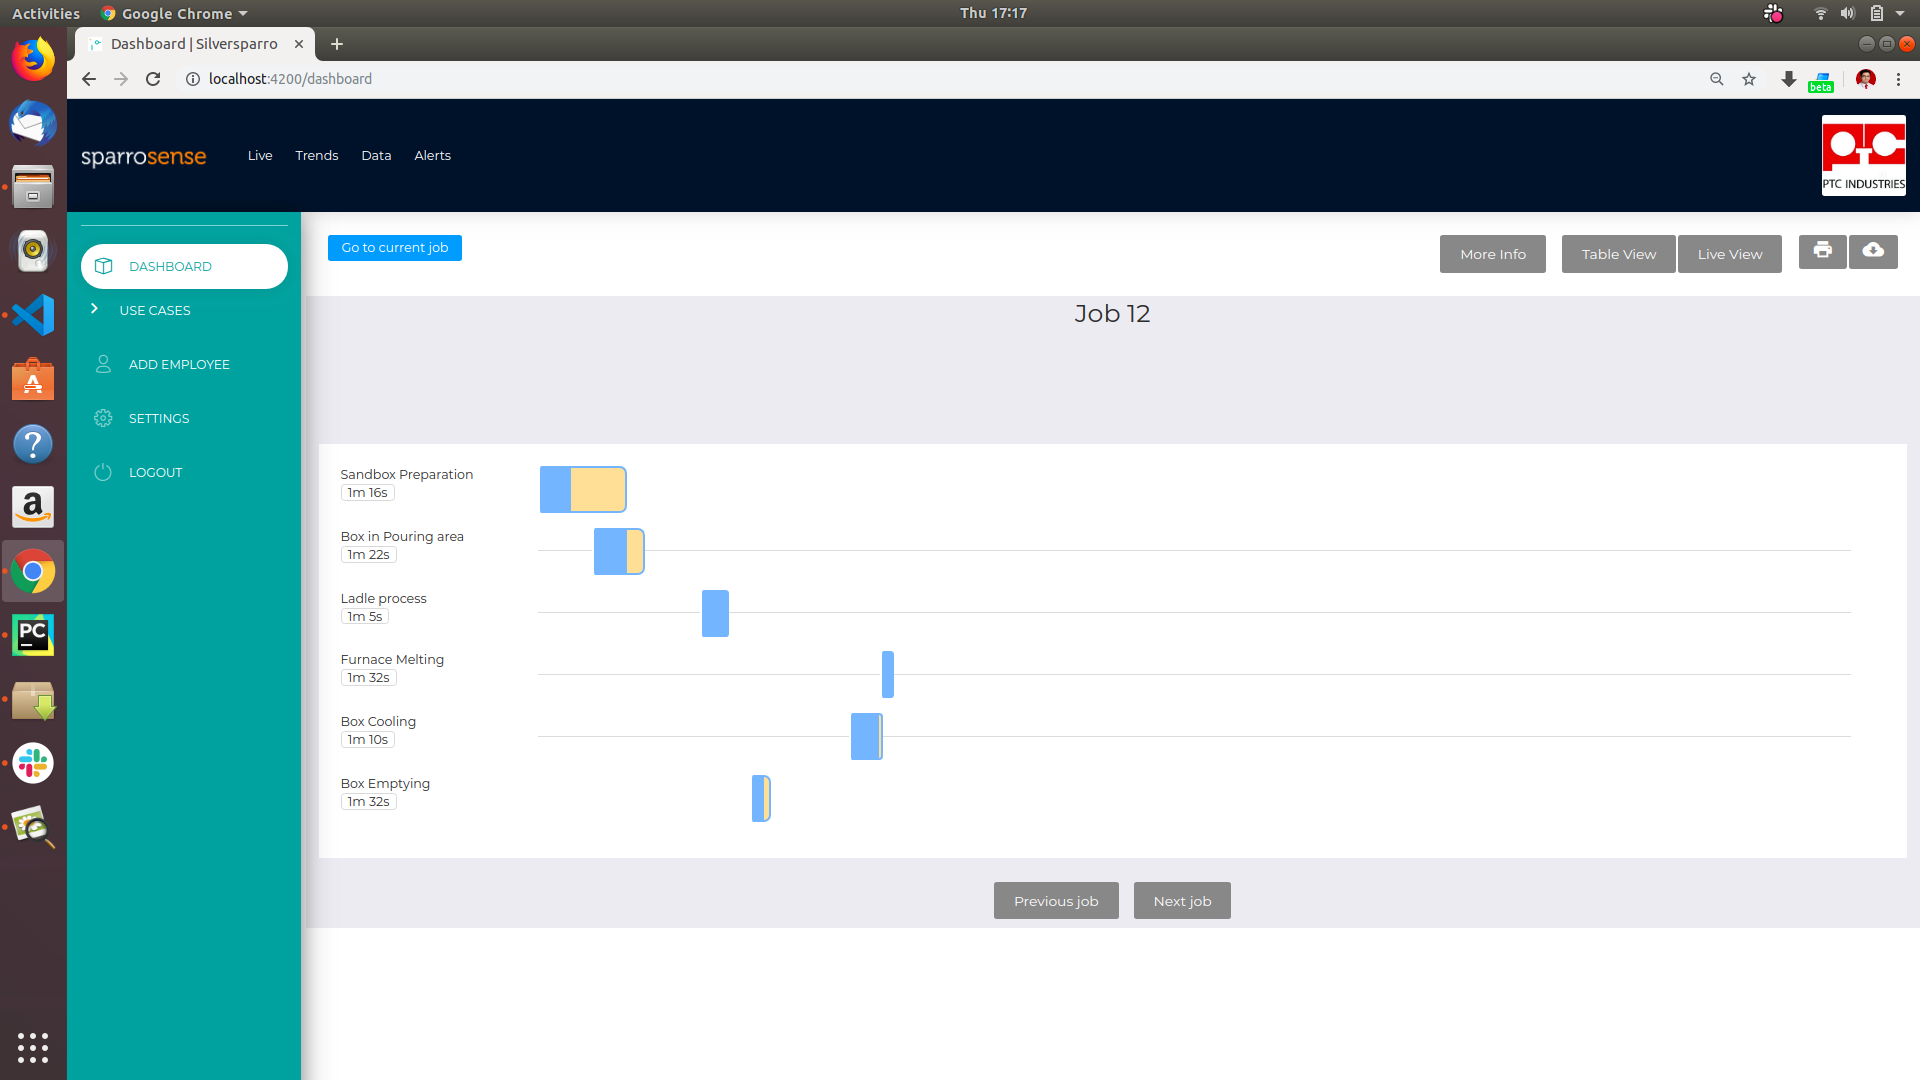 Activities
Google Chrome
Thu 17:17
Dashboard | Silversparro
localhost:4200/dashboard
beta
sparrosense
Live
Trends
Data
Alerts
PTC INDUSTRIES
DASHBOARD
USE CASES
ADD EMPLOYEE
SETTINGS
LOGOUT
Go to current job
More Info
Table View
Live View
Job 12
Sandbox Preparation
1m 16s
Box in Pouring area
1m 22s
Ladle process
1m 5s
Furnace Melting
1m 32s
Box Cooling
1m 10s
Box Emptying
1m 32s
Previous job
Next job
PC